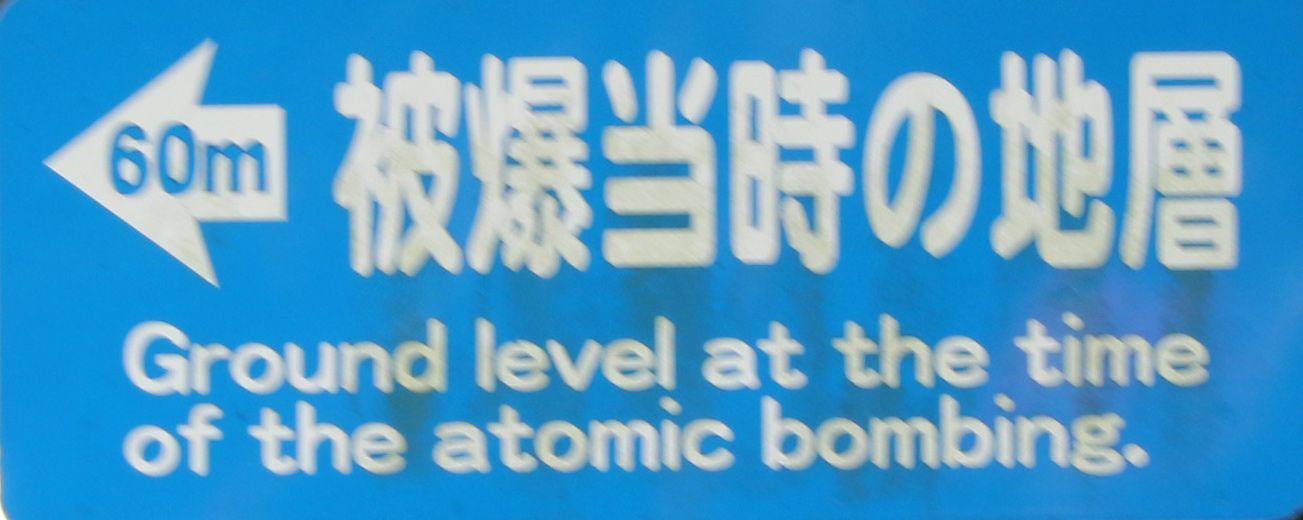 60m 被爆当時の地層
Ground level at the time
of the atomic bombing.